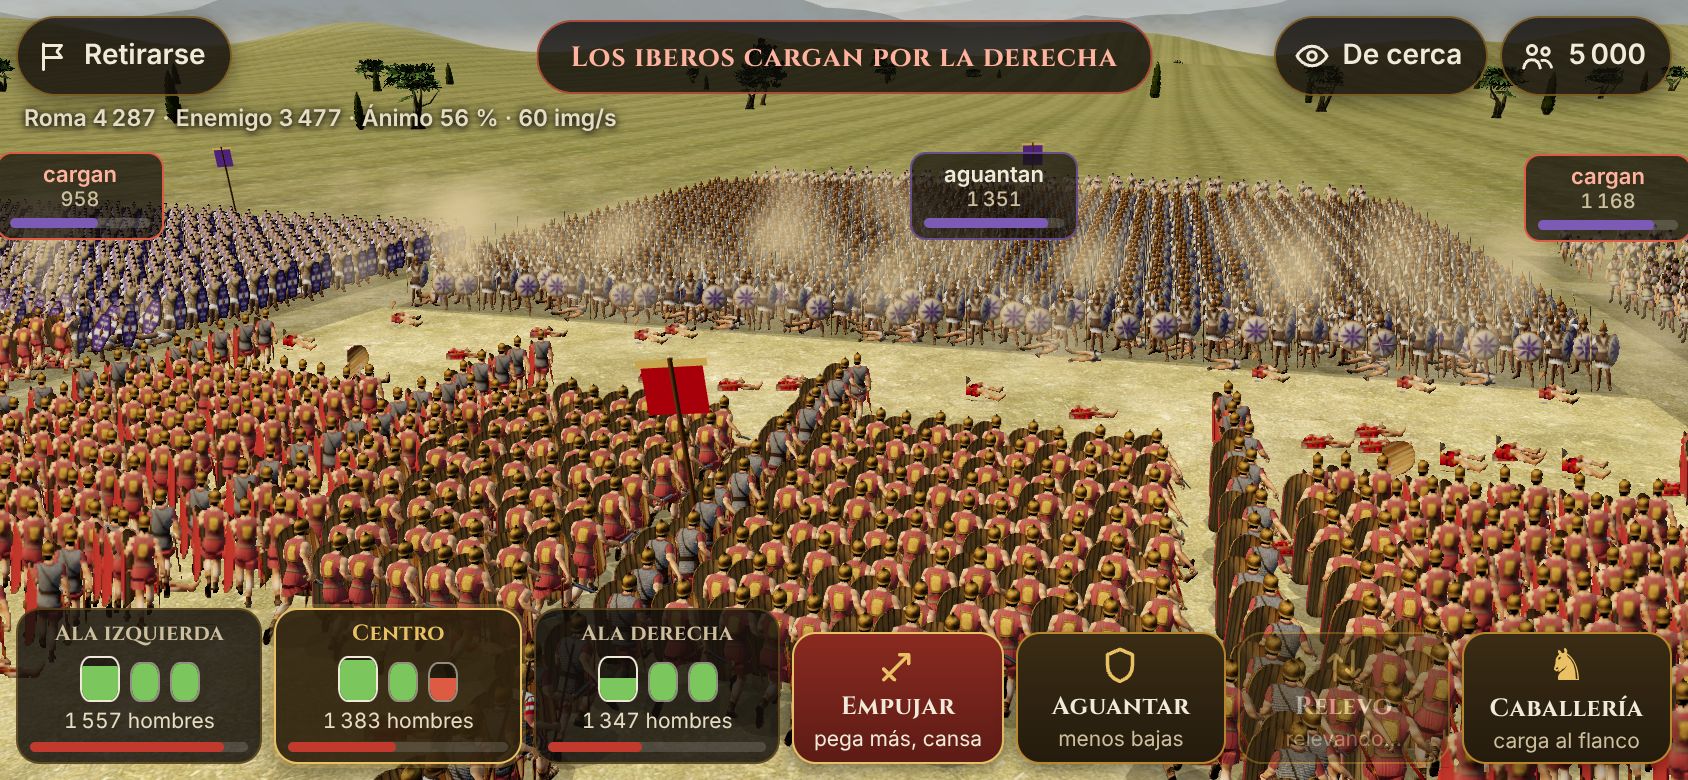 Retirarse
Los iberos cargan por la derecha
De cerca
5 000
Roma 4 287 · Enemigo 3 477 · Ánimo 56 % · 60 img/s
cargan
958
aguantan
1 351
cargan
1 168
Ala izquierda
1 557 hombres
Centro
1 383 hombres
Ala derecha
1 347 hombres
Empujar
pega más, cansa
Aguantar
menos bajas
Relevo
relevando...
Caballería
carga al flanco